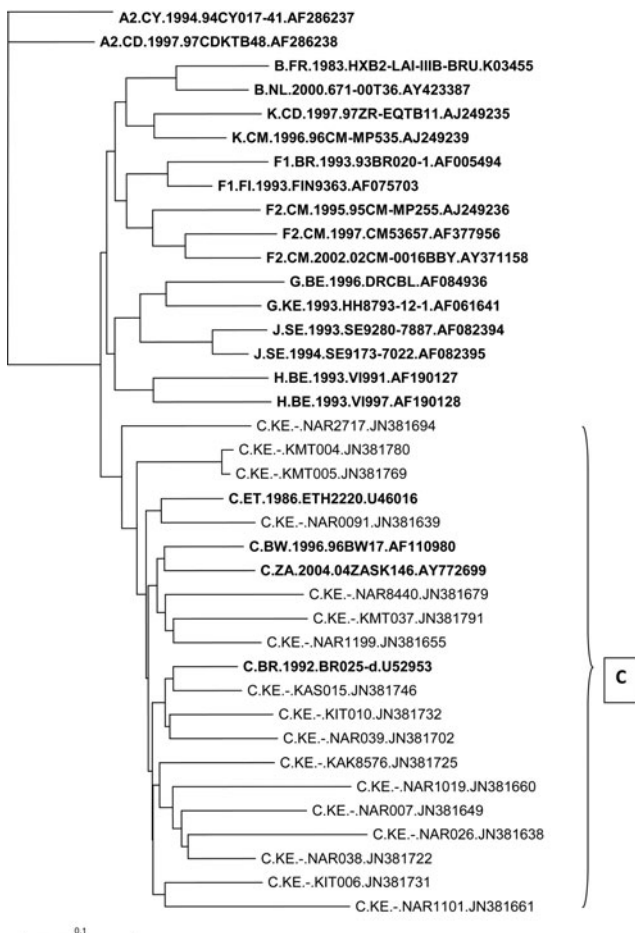 A2.CY.1994.94CY017-41.AF286237
A2.CD.1997.97CDKTB48.AF286238
B.FR.1983.HXB2-LAI-IIIB-BRU.K03455
B.NL.2000.671-00T36.AY423387
K.CD.1997.97ZR-EQTB11.AJ249235
K.CM.1996.96CM-MP535.AJ249239
F1.BR.1993.93BR020-1.AF005494
F1.FI.1993.FIN9363.AF075703
F2.CM.1995.95CM-MP255.AJ249236
F2.CM.1997.CM53657.AF377956
F2.CM.2002.02CM-0016BBY.AY371158
G.BE.1996.DRCBL.AF084936
G.KE.1993.HH8793-12-1.AF061641
J.SE.1993.SE9280-7887.AF082394
J.SE.1994.SE9173-7022.AF082395
H.BE.1993.VI991.AF190127
H.BE.1993.VI997.AF190128
C.KE.-.NAR2717.JN381694
C.KE.-.KMT004.JN381780
C.KE.-.KMT005.JN381769
C.ET.1986.ETH2220.U46016
C.KE.-.NAR0091.JN381639
C.BW.1996.96BW17.AF110980
C.ZA.2004.04ZASK146.AY772699
C.KE.-.NAR8440.JN381679
C.KE.-.KMT037.JN381791
C.KE.-.NAR1199.JN381655
C.BR.1992.BR025-d.U52953
C
C.KE.-.KAS015.JN381746
C.KE.-.KIT010.JN381732
C.KE.-.NAR039.JN381702
C.KE.-.KAK8576.JN381725
C.KE.-.NAR1019.JN381660
C.KE.-.NAR007.JN381649
C.KE.-.NAR026.JN381638
C.KE.-.NAR038.JN381722
C.KE.-.KIT006.JN381731
C.KE.-.NAR1101.JN381661
0.1